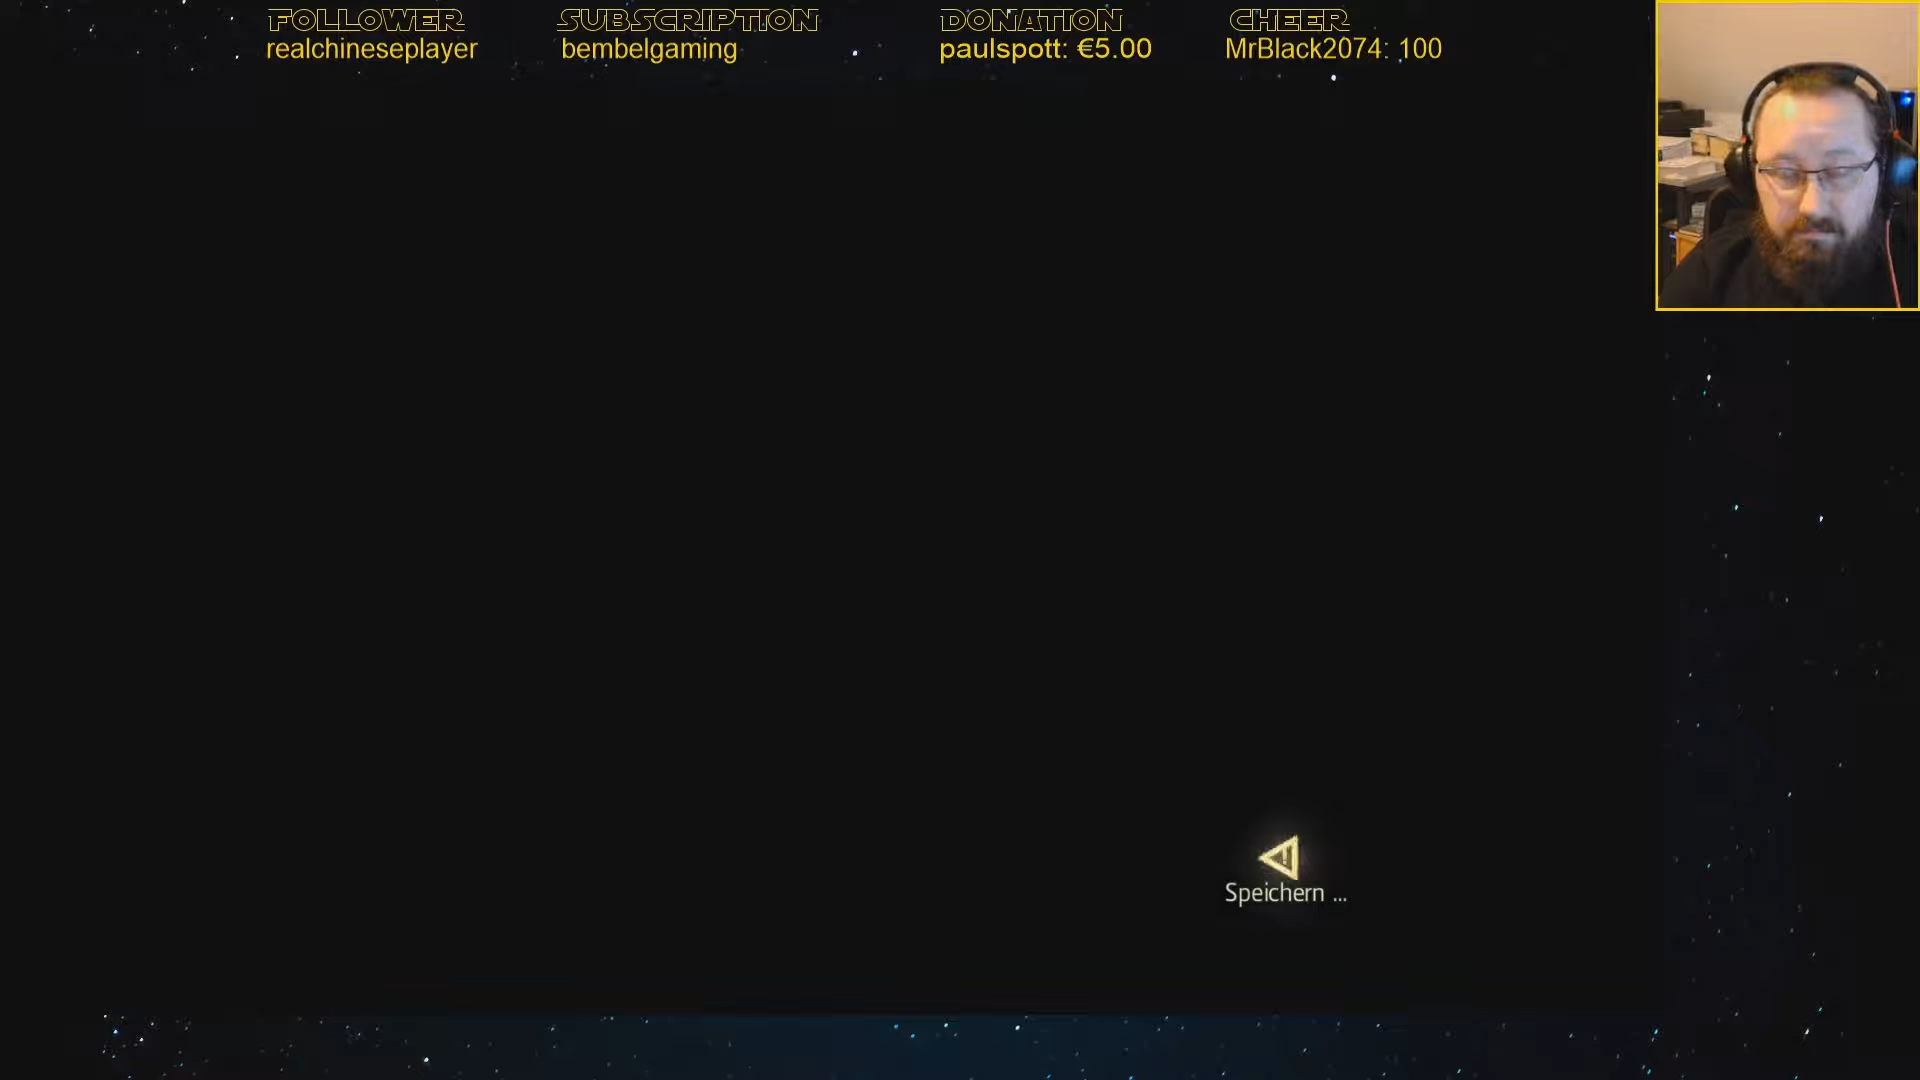 FOLLOWER SUBSCRIPTION DONATION CHEER
realchineseplayer bembelgaming paulspott: €5.00 MrBlack2074: 100
Speichern ...